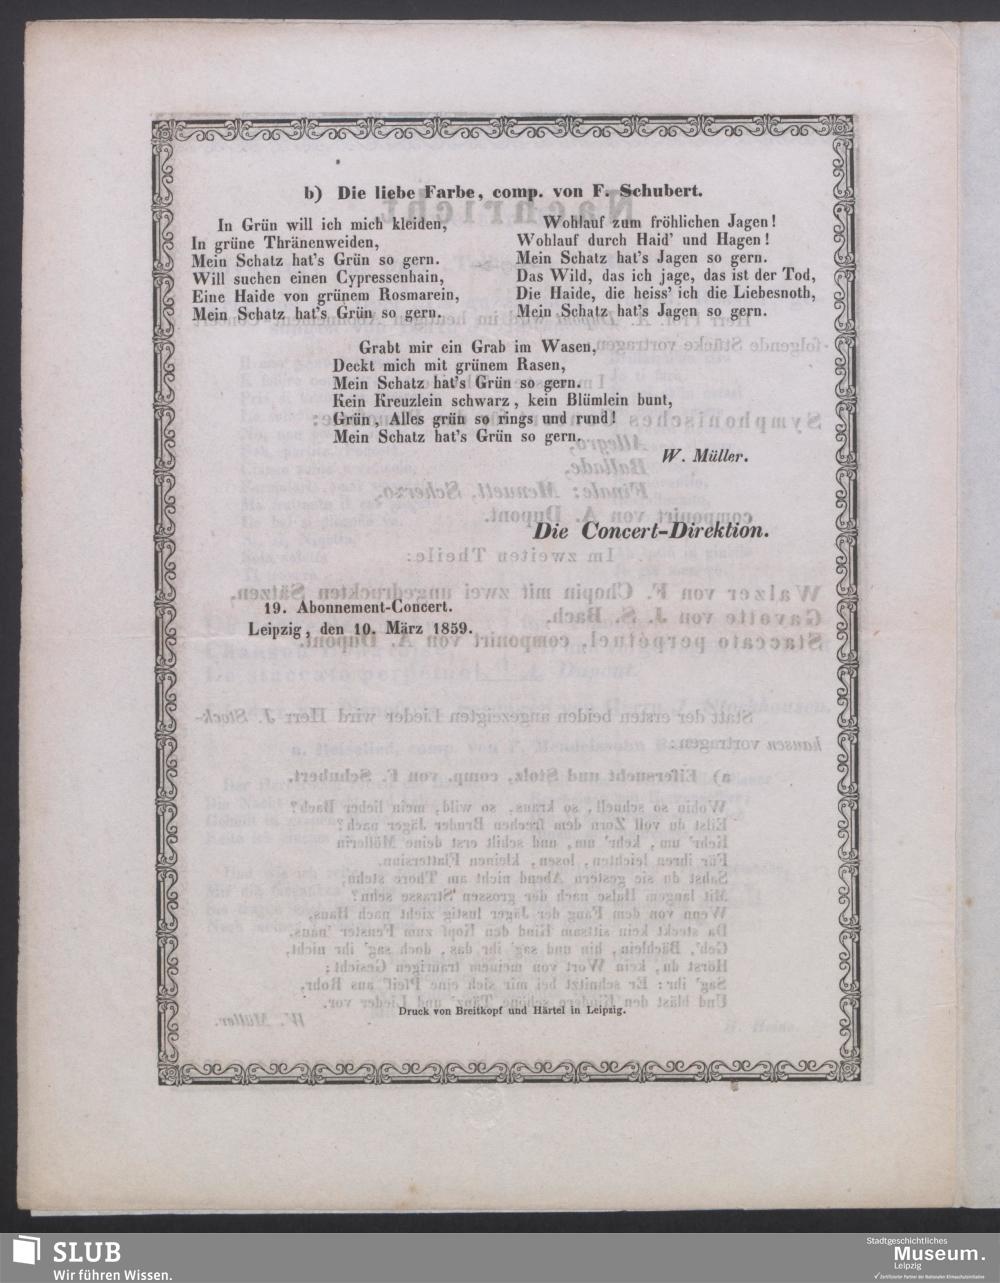 b) Die liebe Farbe, comp. von F. Schubert.
In Grün will ich mich kleiden,
In grüne Thränenweiden,
Mein Schatz hat's Grün so gern.
Will suchen einen Cypressenhain,
Eine Haide von grünem Rosmarein,
Mein Schatz hat's Grün so gern.
Wohlauf zum fröhlichen Jagen!
Wohlauf durch Haid' und Hagen!
Mein Schatz hat's Jagen so gern.
Das Wild, das ich jage, das ist der Tod,
Die Haide, die heiss' ich die Liebesnoth,
Mein Schatz hat's Jagen so gern.
Grabt mir ein Grab im Wasen,
Deckt mich mit grünem Rasen,
Mein Schatz hat's Grün so gern.
Kein Kreuzlein schwarz, kein Blümlein bunt,
Grün, Alles grün so rings und rund!
Mein Schatz hat's Grün so gern.
W. Müller.
Die Concert-Direktion.
19. Abonnement-Concert.
Leipzig, den 10. März 1859.
Druck von Breitkopf und Härtel in Leipzig.
SLUB
Wir führen Wissen.
Stadtgeschichtliches
Museum.
Leipzig